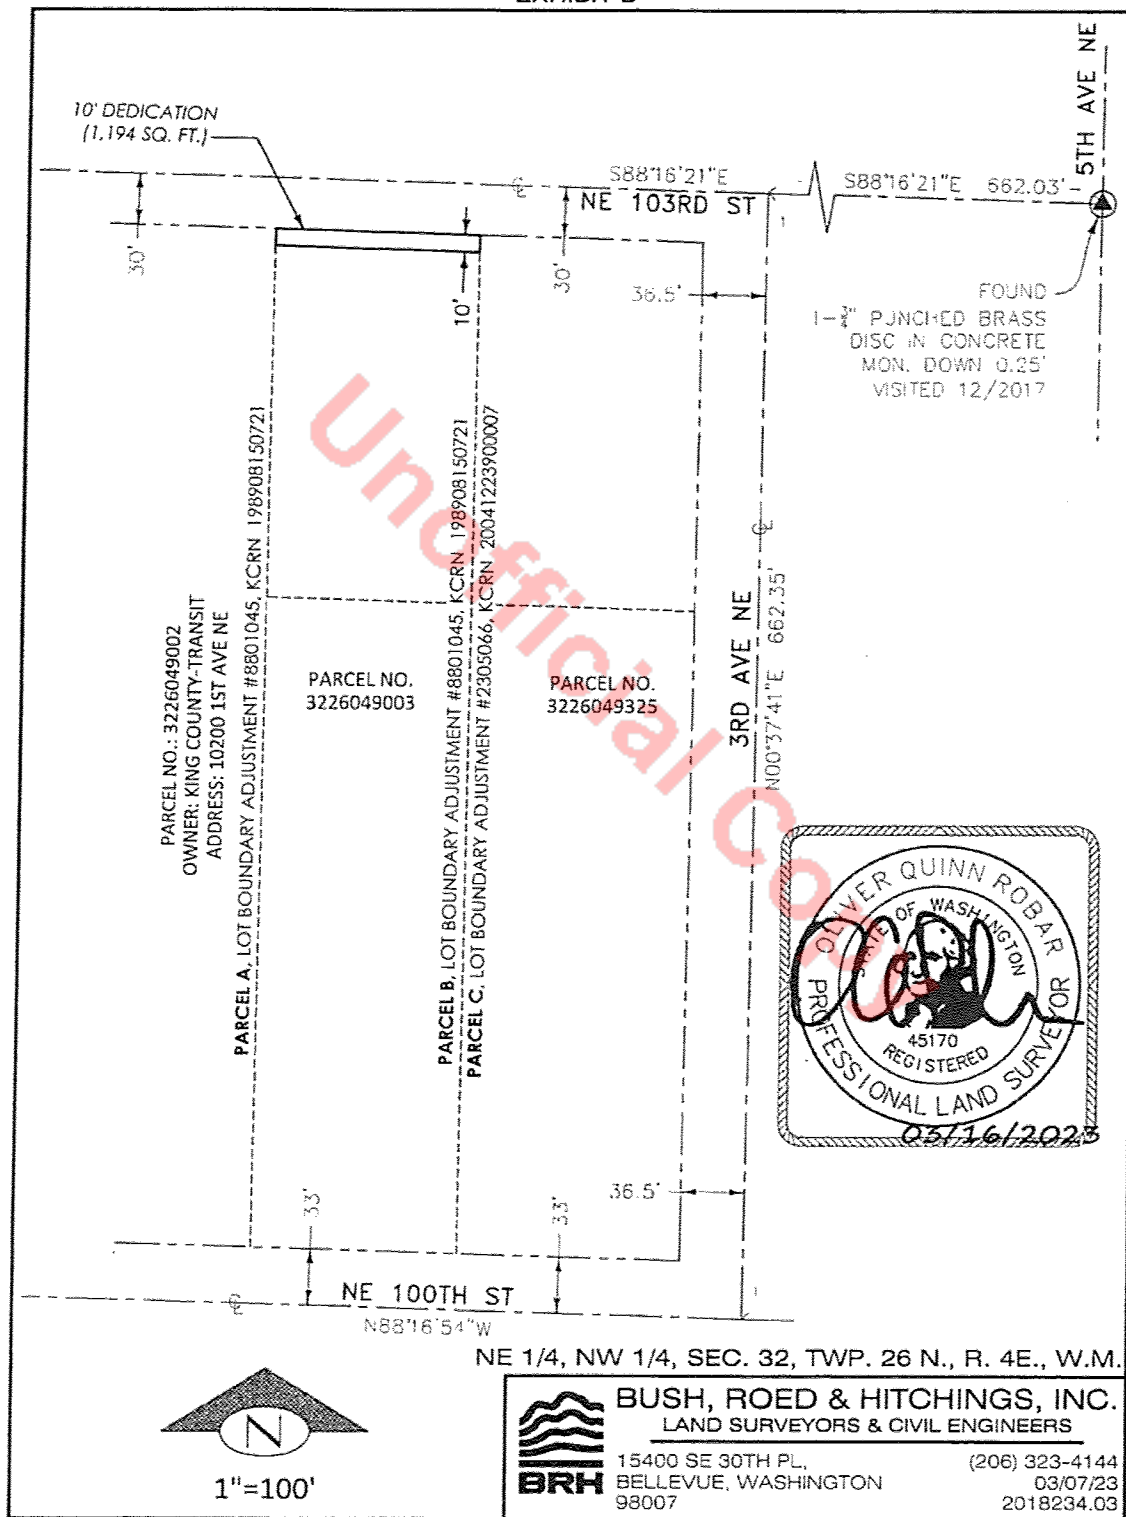 10' DEDICATION
(1,194 SQ. FT.)
S88°16'21"E
NE 103RD ST
S88°16'21"E 662.03'
5TH AVE NE
30'
30'
10'
36.5'
FOUND
1-3/4" PUNCHED BRASS
DISC IN CONCRETE
MON. DOWN 0.25'
VISITED 12/2017
PARCEL NO.: 3226049002
OWNER: KING COUNTY-TRANSIT
ADDRESS: 10200 1ST AVE NE
PARCEL A, LOT BOUNDARY ADJUSTMENT #8801045, KCRN 198908150721
PARCEL NO.
3226049003
PARCEL B, LOT BOUNDARY ADJUSTMENT #8801045, KCRN 198908150721
PARCEL C, LOT BOUNDARY ADJUSTMENT #2305066, KCRN 20041223900007
PARCEL NO.
3226049325
3RD AVE NE
N00°37'41"E 662.35'
Unofficial Copy
OLIVER QUINN ROBAR
STATE OF WASHINGTON
45170
REGISTERED
PROFESSIONAL LAND SURVEYOR
03/16/2023
36.5'
33'
33'
NE 100TH ST
N88°16'54"W
NE 1/4, NW 1/4, SEC. 32, TWP. 26 N., R. 4E., W.M.
N
1"=100'
BRH
BUSH, ROED & HITCHINGS, INC.
LAND SURVEYORS & CIVIL ENGINEERS
15400 SE 30TH PL, (206) 323-4144
BELLEVUE, WASHINGTON 03/07/23
98007 2018234.03